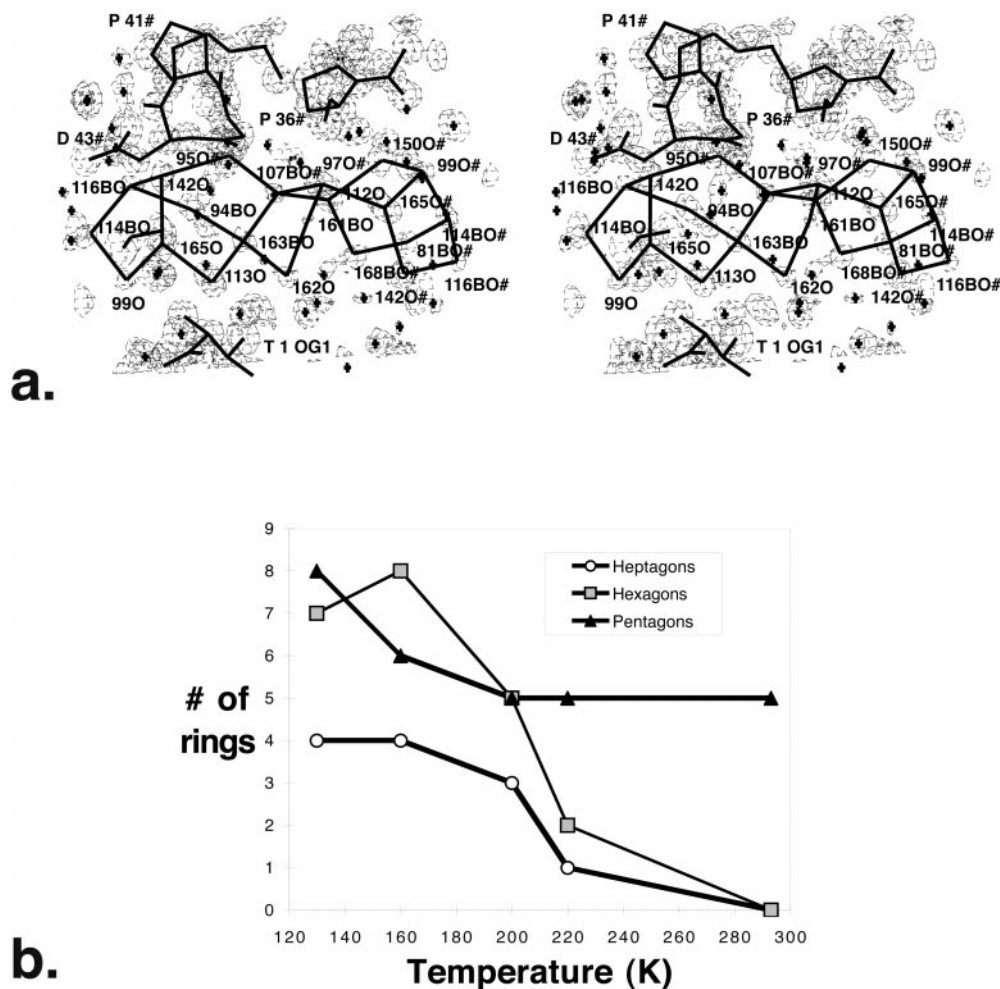 P 41#
P 41#
P 36#
P 36#
D 43#
D 43#
95O#
107BO#
97O#
150O#
99O#
95O#
107BO#
97O#
150O#
99O#
116BO
142O
94BO
112O
165O#
116BO
142O
94BO
112O
165O#
114BO
165O
163BO
161BO
114BO#
114BO
165O
163BO
161BO
114BO#
81BO#
81BO#
99O
113O
162O
168BO#
142O#
116BO#
99O
113O
162O
168BO#
142O#
116BO#
T 1 OG1
T 1 OG1
a.
9
8
7
6
5
4
3
2
1
0
# of
rings
Heptagons
Hexagons
Pentagons
120 140 160 180 200 220 240 260 280 300
Temperature (K)
b.